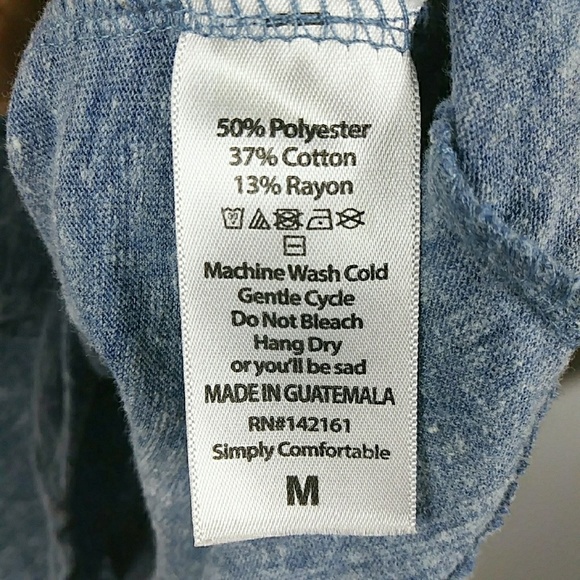 50% Polyester
37% Cotton
13% Rayon
30
Machine Wash Cold
Gentle Cycle
Do Not Bleach
Hang Dry
or you'll be sad
MADE IN GUATEMALA
RN#142161
Simply Comfortable
M